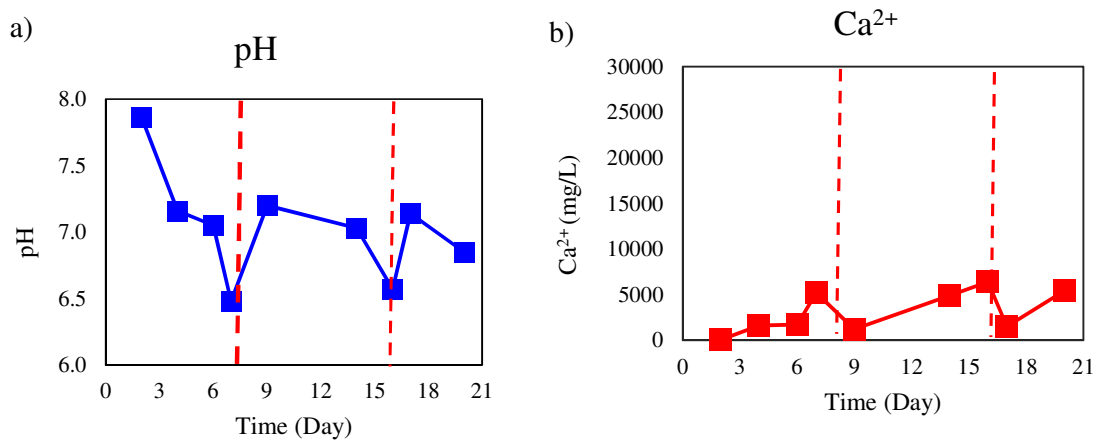 a)
pH
pH
8.0
7.5
7.0
6.5
6.0
0 3 6 9 12 15 18 21
Time (Day)
b)
Ca²⁺
Ca²⁺ (mg/L)
30000
25000
20000
15000
10000
5000
0
0 3 6 9 12 15 18 21
Time (Day)